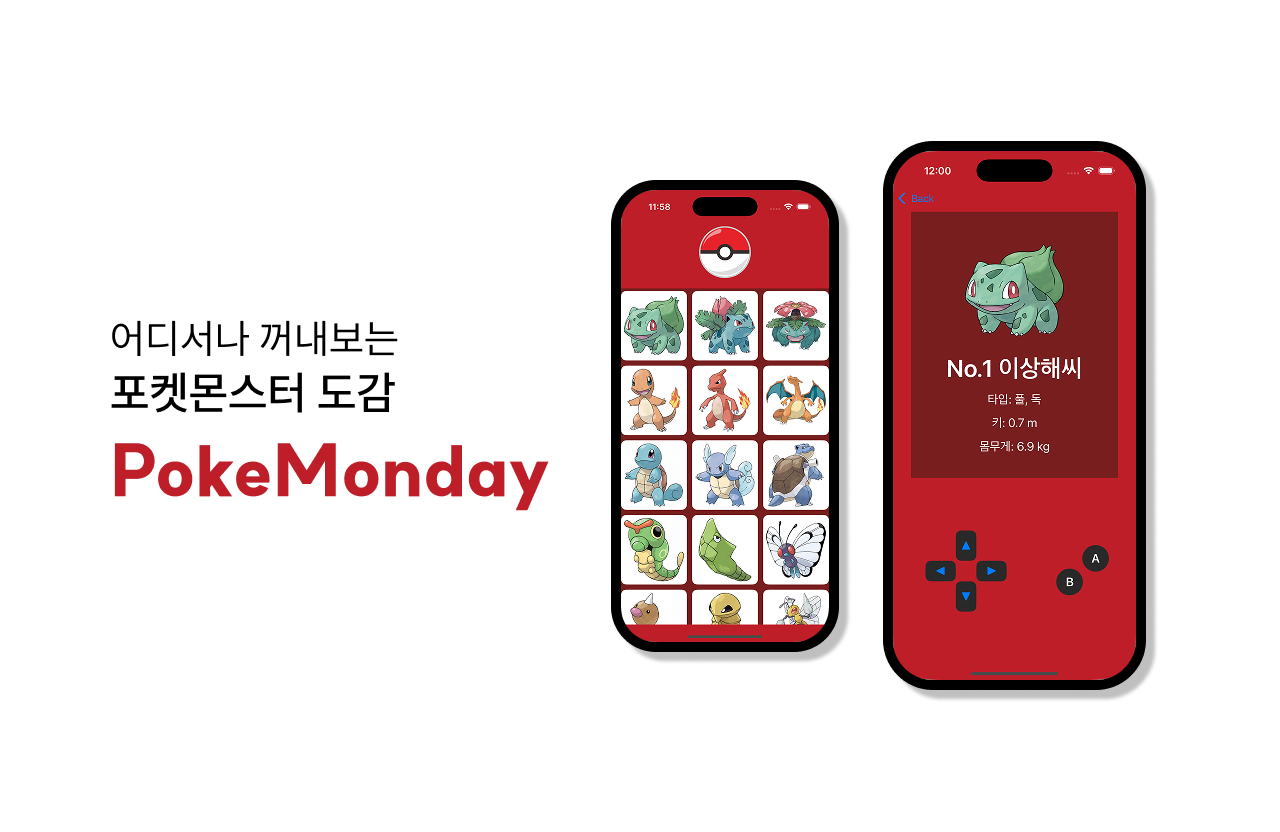 어디서나 꺼내보는
포켓몬스터 도감
PokeMonday
11:58
12:00
Back
No.1 이상해씨
타입: 풀, 독
키: 0.7 m
몸무게: 6.9 kg
A
B